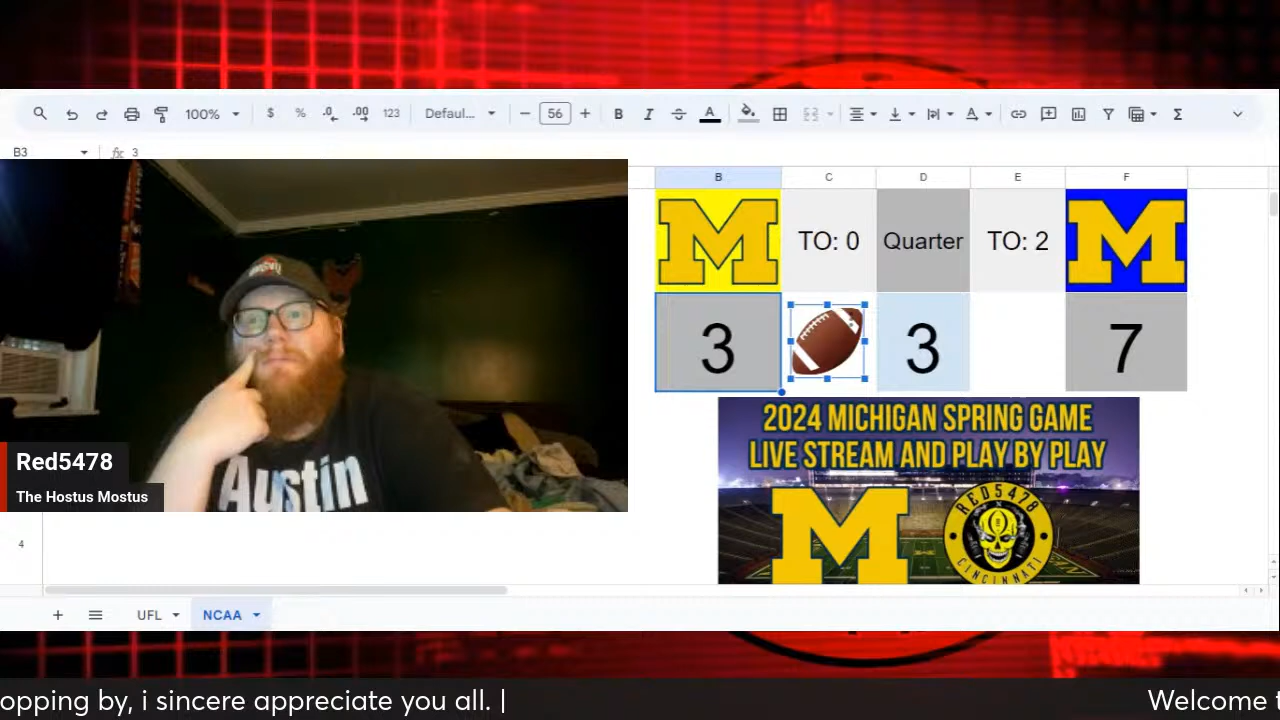 100%
$
%
.0
.00
123
Defaul...
56
B
I
A
Σ
B3
fx 3
B
C
D
E
F
M
TO: 0
Quarter
TO: 2
M
3
3
7
2024 MICHIGAN SPRING GAME
LIVE STREAM AND PLAY BY PLAY
M
RED5478
CINCINNATI
Austin
Red5478
The Hostus Mostus
4
UFL
NCAA
opping by, i sincere appreciate you all. |
Welcome t